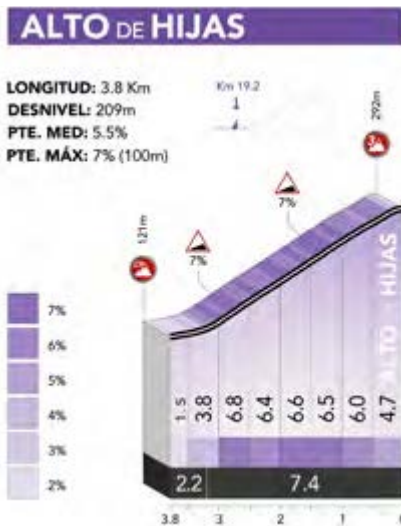 ALTO DE HIJAS
LONGITUD: 3.8 Km
DESNIVEL: 209m
PTE. MED: 5.5%
PTE. MÁX: 7% (100m)
Km 19.2
292m
7%
121m
7%
7%
6%
5%
4%
3%
2%
ALTO HIJAS
1.5 3.8 6.8 6.4 6.6 6.5 6.0 4.7
2.2 7.4
3.8 3 2 1